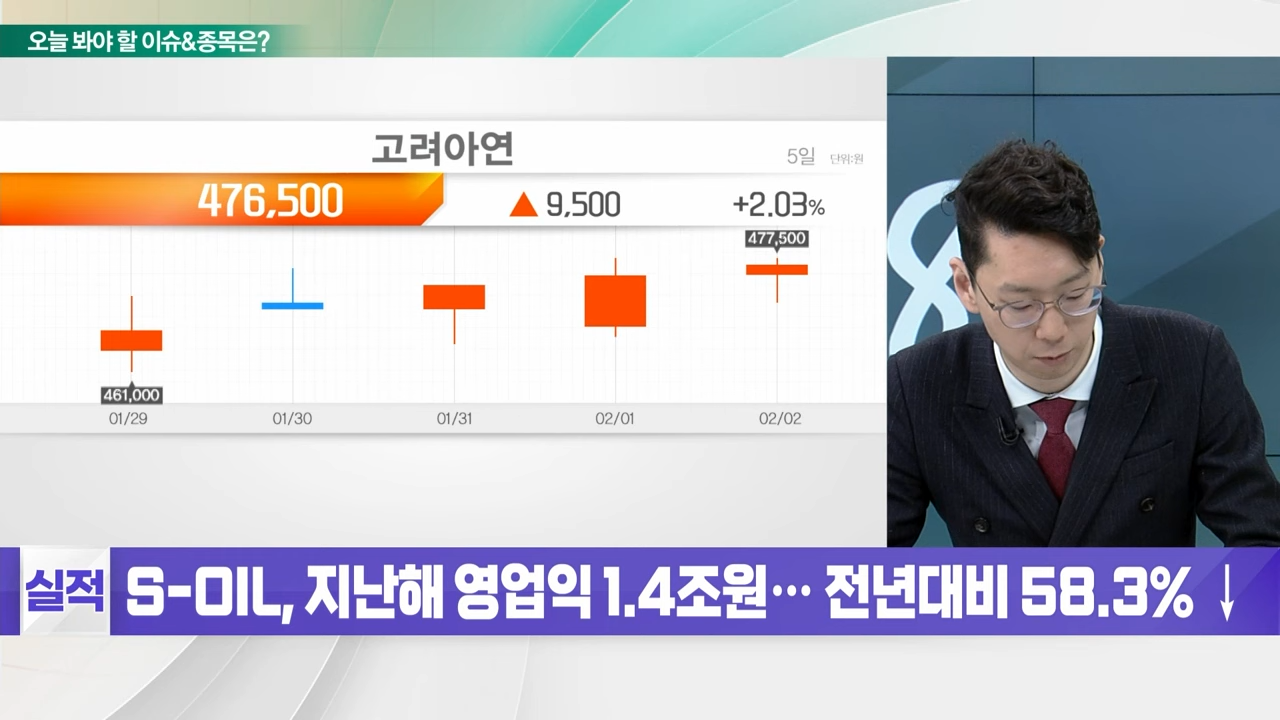 오늘 봐야 할 이슈&종목은?
고려아연
5일 단위:원
476,500 ▲ 9,500 +2.03%
477,500
461,000
01/29 01/30 01/31 02/01 02/02
실적 S-OIL, 지난해 영업익 1.4조원… 전년대비 58.3% ↓